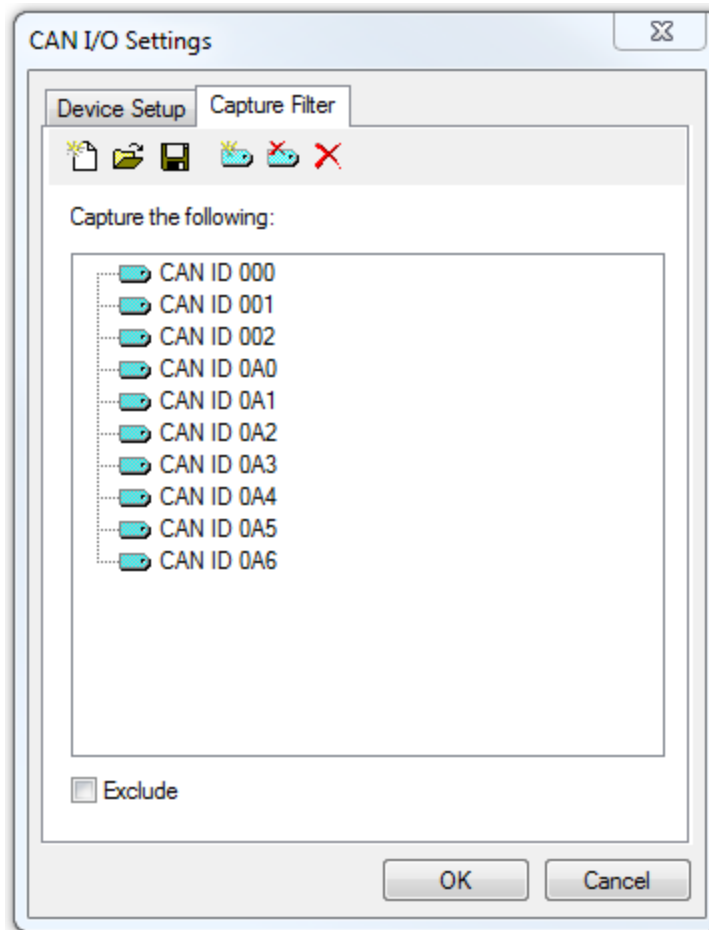 CAN I/O Settings
Device Setup Capture Filter
Capture the following:
CAN ID 000
CAN ID 001
CAN ID 002
CAN ID 0A0
CAN ID 0A1
CAN ID 0A2
CAN ID 0A3
CAN ID 0A4
CAN ID 0A5
CAN ID 0A6
Exclude
OK Cancel